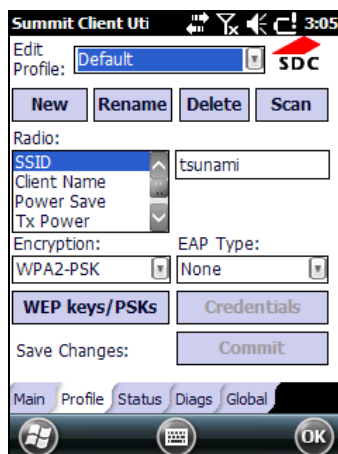 Summit Client Uti 3:05
Edit
Profile: Default
SDC
New Rename Delete Scan
Radio:
SSID tsunami
Client Name
Power Save
Tx Power
Encryption: EAP Type:
WPA2-PSK None
WEP keys/PSKs Credentials
Save Changes: Commit
Main Profile Status Diags Global
OK